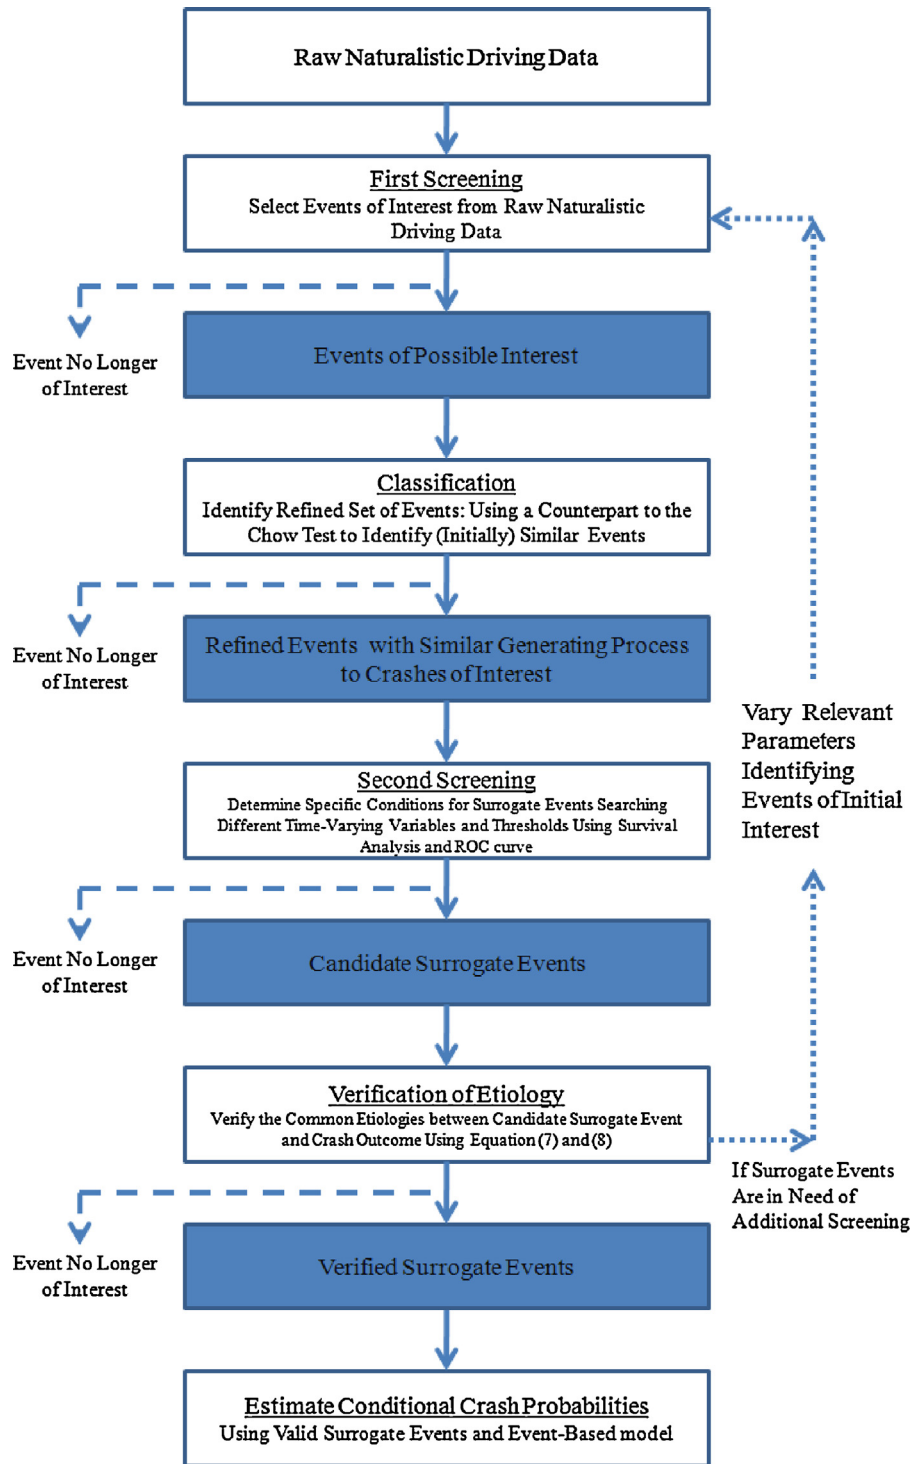 Raw Naturalistic Driving Data
First Screening
Select Events of Interest from Raw Naturalistic
Driving Data
Event No Longer
of Interest
Events of Possible Interest
Classification
Identify Refined Set of Events: Using a Counterpart to the
Chow Test to Identify (Initially) Similar Events
Event No Longer
of Interest
Refined Events with Similar Generating Process
to Crashes of Interest
Vary Relevant
Parameters
Identifying
Events of Initial
Interest
Second Screening
Determine Specific Conditions for Surrogate Events Searching
Different Time-Varying Variables and Thresholds Using Survival
Analysis and ROC curve
Event No Longer
of Interest
Candidate Surrogate Events
Verification of Etiology
Verify the Common Etiologies between Candidate Surrogate Event
and Crash Outcome Using Equation (7) and (8)
If Surrogate Events
Are in Need of
Additional Screening
Event No Longer
of Interest
Verified Surrogate Events
Estimate Conditional Crash Probabilities
Using Valid Surrogate Events and Event-Based model